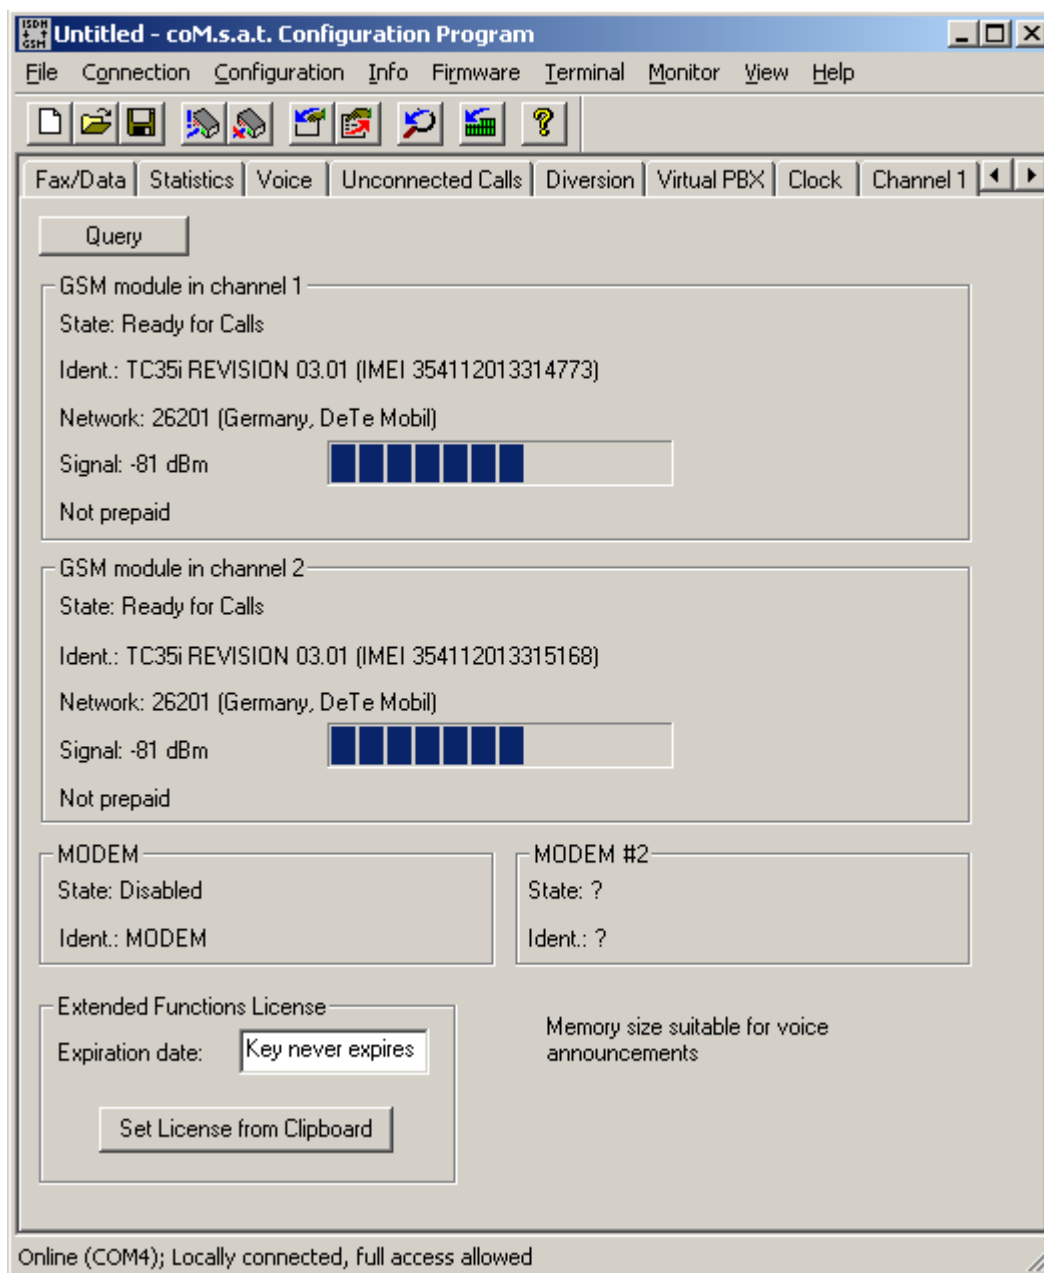 ISDN GSM Untitled - coM.s.a.t. Configuration Program
File Connection Configuration Info Firmware Terminal Monitor View Help
Fax/Data Statistics Voice Unconnected Calls Diversion Virtual PBX Clock Channel 1
Query
GSM module in channel 1
State: Ready for Calls
Ident.: TC35i REVISION 03.01 (IMEI 354112013314773)
Network: 26201 (Germany, DeTe Mobil)
Signal: -81 dBm
Not prepaid
GSM module in channel 2
State: Ready for Calls
Ident.: TC35i REVISION 03.01 (IMEI 354112013315168)
Network: 26201 (Germany, DeTe Mobil)
Signal: -81 dBm
Not prepaid
MODEM
State: Disabled
Ident.: MODEM
MODEM #2
State: ?
Ident.: ?
Extended Functions License
Expiration date: Key never expires
Set License from Clipboard
Memory size suitable for voice
announcements
Online (COM4); Locally connected, full access allowed